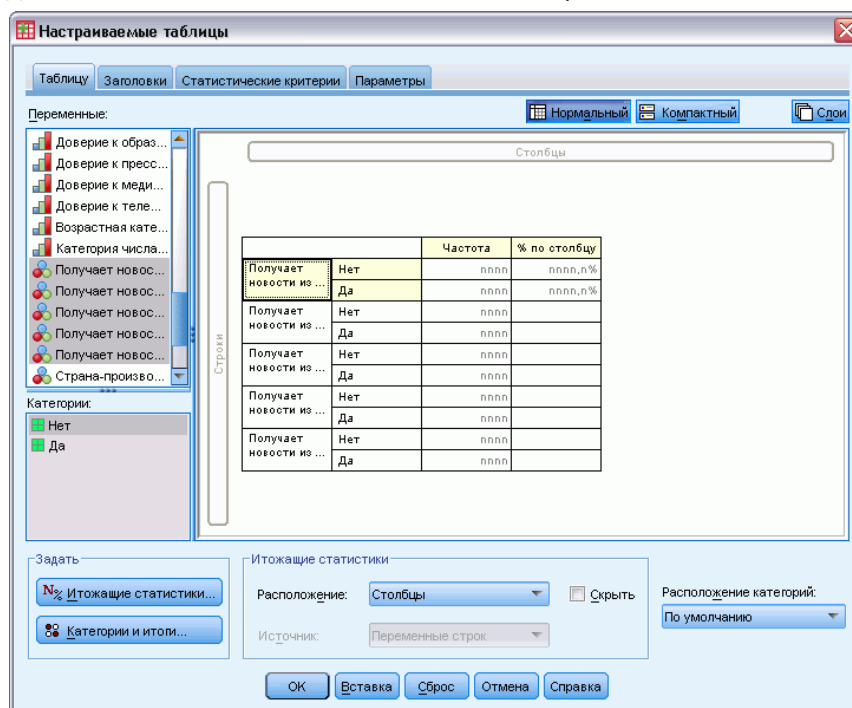 Настраиваемые таблицы
Таблицу Заголовки Статистические критерии Параметры
Переменные:
Нормальный Компактный Слои
Доверие к образ...
Доверие к пресс...
Доверие к меди...
Доверие к теле...
Возрастная кате...
Категория числа...
Получает новос...
Получает новос...
Получает новос...
Получает новос...
Получает новос...
Страна-произво...
Категории:
Нет
Да
Столбцы
Строки
Частота % по столбцу
Получает новости из ... Нет nnnn nnnn,n%
Да nnnn nnnn,n%
Получает новости из ... Нет nnnn
Да nnnn
Получает новости из ... Нет nnnn
Да nnnn
Получает новости из ... Нет nnnn
Да nnnn
Получает новости из ... Нет nnnn
Да nnnn
Задать
N% Итожащие статистики...
Категории и итоги...
Итожащие статистики
Расположение: Столбцы Скрыть
Источник: Переменные строк
Расположение категорий:
По умолчанию
OK Вставка Сброс Отмена Справка